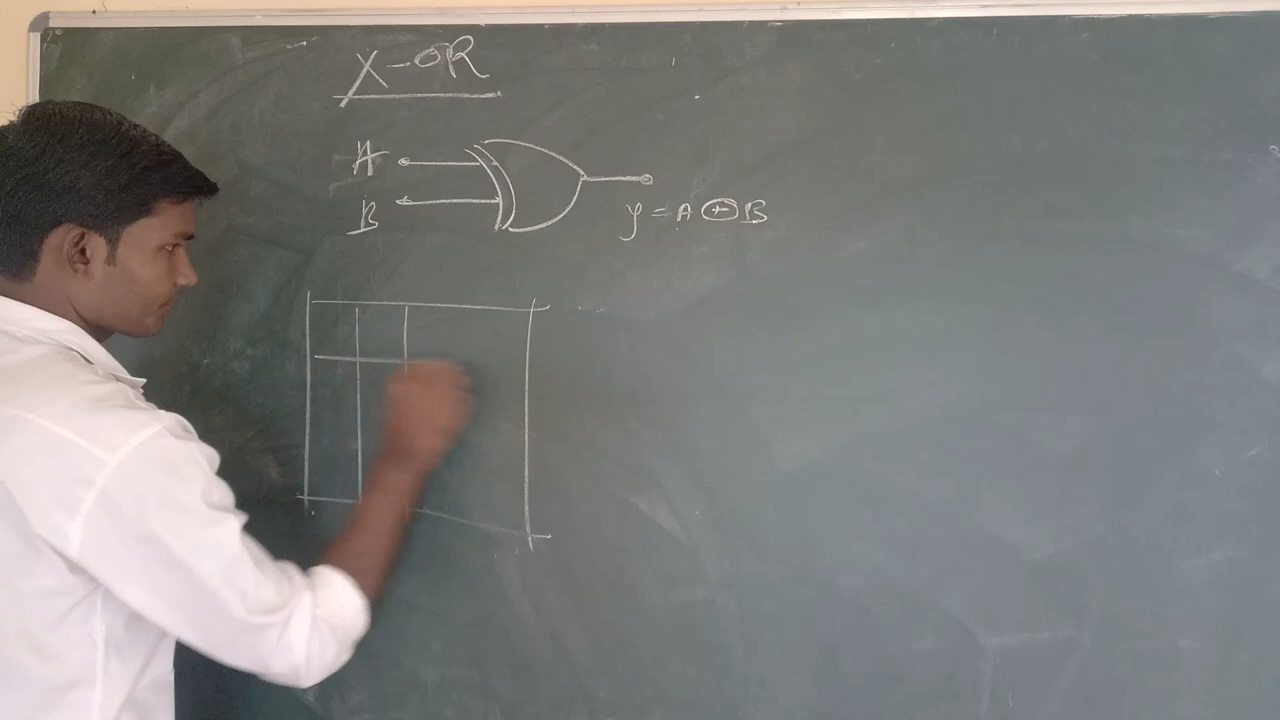 X-OR
A
B
y = A ⊕ B